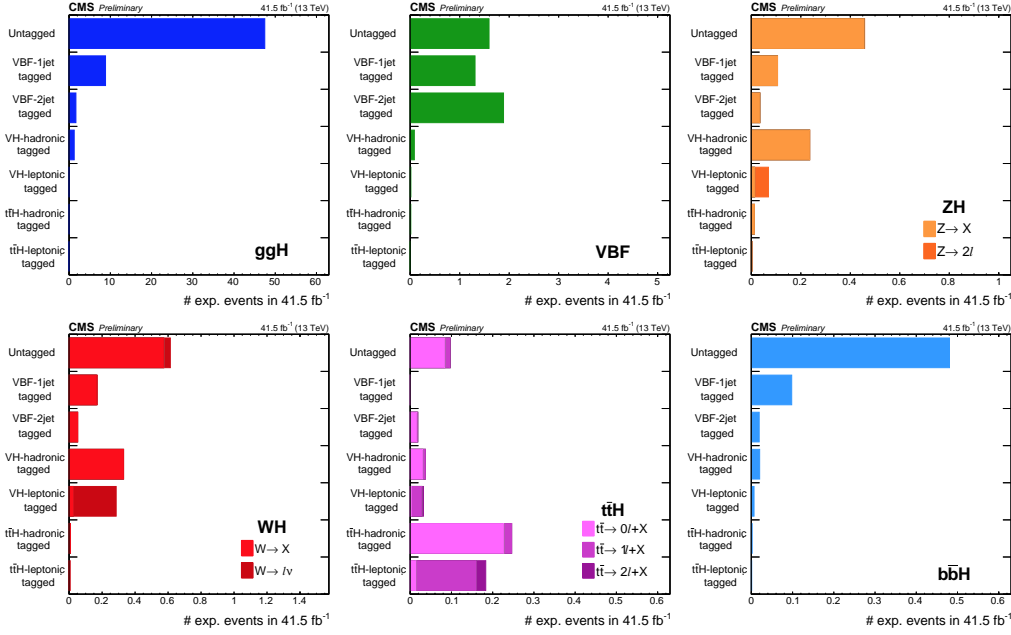 CMS Preliminary 41.5 fb⁻¹ (13 TeV)
Untagged
VBF-1jet
tagged
VBF-2jet
tagged
VH-hadronic
tagged
VH-leptonic
tagged
tt̄H-hadronic
tagged
tt̄H-leptonic
tagged
ggH
0 10 20 30 40 50 60
# exp. events in 41.5 fb⁻¹
CMS Preliminary 41.5 fb⁻¹ (13 TeV)
Untagged
VBF-1jet
tagged
VBF-2jet
tagged
VH-hadronic
tagged
VH-leptonic
tagged
tt̄H-hadronic
tagged
tt̄H-leptonic
tagged
VBF
0 1 2 3 4 5
# exp. events in 41.5 fb⁻¹
CMS Preliminary 41.5 fb⁻¹ (13 TeV)
Untagged
VBF-1jet
tagged
VBF-2jet
tagged
VH-hadronic
tagged
VH-leptonic
tagged
tt̄H-hadronic
tagged
tt̄H-leptonic
tagged
ZH
Z→ X
Z→ 2l
0 0.2 0.4 0.6 0.8 1
# exp. events in 41.5 fb⁻¹
CMS Preliminary 41.5 fb⁻¹ (13 TeV)
Untagged
VBF-1jet
tagged
VBF-2jet
tagged
VH-hadronic
tagged
VH-leptonic
tagged
tt̄H-hadronic
tagged
tt̄H-leptonic
tagged
WH
W→ X
W→ lν
0 0.2 0.4 0.6 0.8 1 1.2 1.4
# exp. events in 41.5 fb⁻¹
CMS Preliminary 41.5 fb⁻¹ (13 TeV)
Untagged
VBF-1jet
tagged
VBF-2jet
tagged
VH-hadronic
tagged
VH-leptonic
tagged
tt̄H-hadronic
tagged
tt̄H-leptonic
tagged
tt̄H
tt̄→ 0l+X
tt̄→ 1l+X
tt̄→ 2l+X
0 0.1 0.2 0.3 0.4 0.5 0.6
# exp. events in 41.5 fb⁻¹
CMS Preliminary 41.5 fb⁻¹ (13 TeV)
Untagged
VBF-1jet
tagged
VBF-2jet
tagged
VH-hadronic
tagged
VH-leptonic
tagged
tt̄H-hadronic
tagged
tt̄H-leptonic
tagged
bb̄H
0 0.1 0.2 0.3 0.4 0.5 0.6
# exp. events in 41.5 fb⁻¹